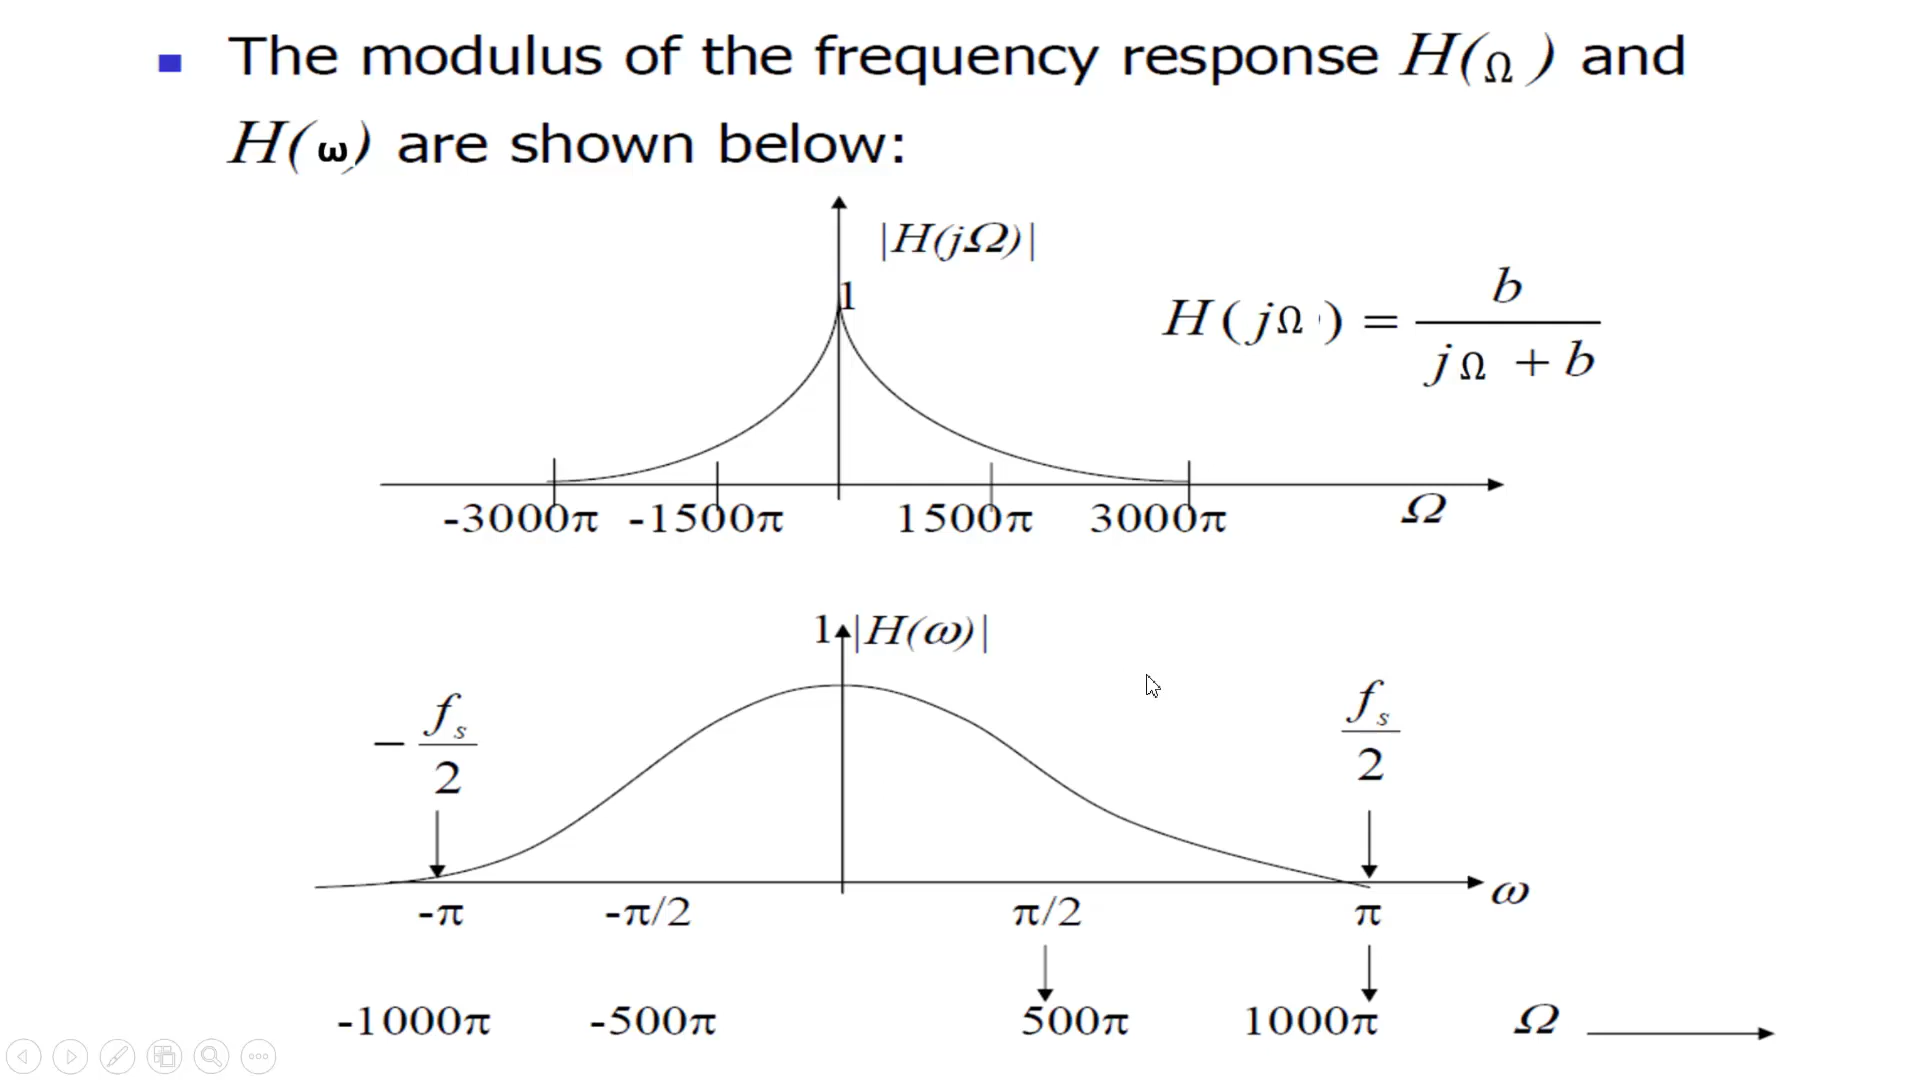 The modulus of the frequency response H(Ω) and
H(ω) are shown below:
|H(jΩ)|
1
H(jΩ) = b / (jΩ + b)
-3000π -1500π 1500π 3000π Ω
1 |H(ω)|
- fs/2 fs/2
-π -π/2 π/2 π ω
-1000π -500π 500π 1000π Ω